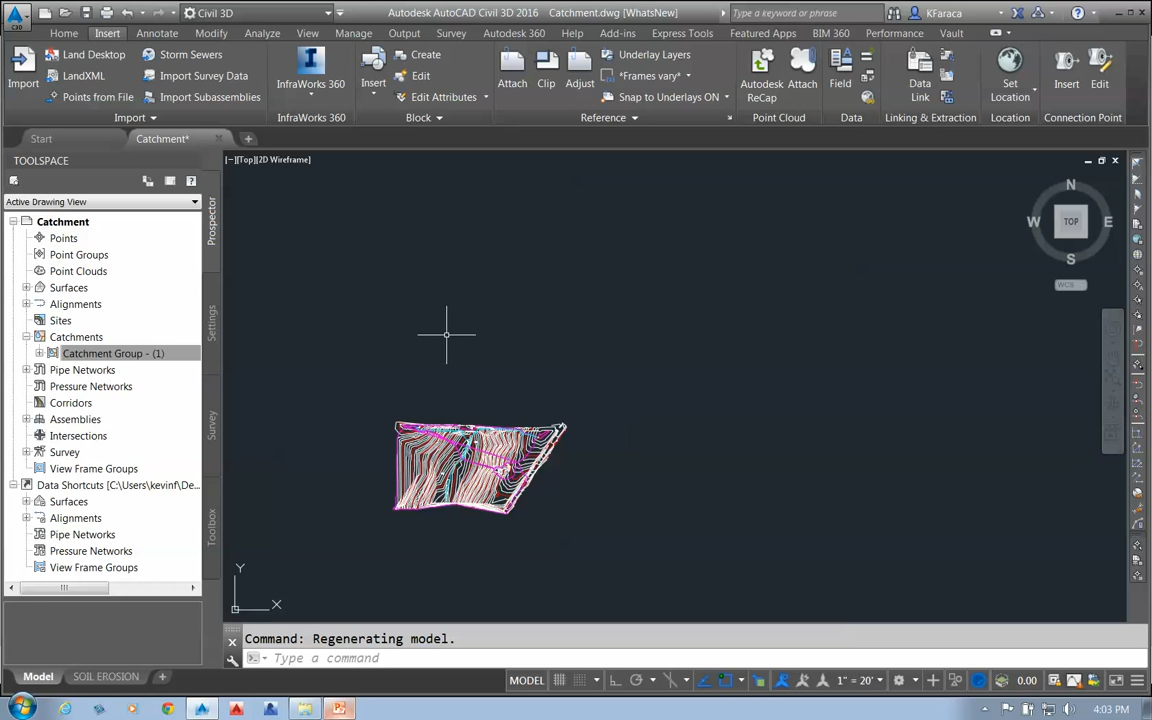 C3D Civil 3D Autodesk AutoCAD Civil 3D 2016 Catchment.dwg [WhatsNew] Type a keyword or phrase KFaraca
Home Insert Annotate Modify Analyze View Manage Output Survey Autodesk 360 Help Add-ins Express Tools Featured Apps BIM 360 Performance Vault
Import Land Desktop Storm Sewers
LandXML Import Survey Data
Points from File Import Subassemblies
InfraWorks 360
Insert Create
Edit
Edit Attributes
Attach Clip Adjust Underlay Layers
*Frames vary*
Snap to Underlays ON
Autodesk ReCap Attach Field Data Link Set Location Insert Edit
Import InfraWorks 360 Block Reference Point Cloud Data Linking & Extraction Location Connection Point
Start Catchment*
TOOLSPACE
Active Drawing View
Catchment
Points
Point Groups
Point Clouds
Surfaces
Alignments
Sites
Catchments
Catchment Group - (1)
Pipe Networks
Pressure Networks
Corridors
Assemblies
Intersections
Survey
View Frame Groups
Data Shortcuts [C:\Users\kevinf\De...
Surfaces
Alignments
Pipe Networks
Pressure Networks
View Frame Groups
Prospector
Settings
Survey
Toolbox
[−][Top][2D Wireframe]
N
W TOP E
S
WCS
Y
X
Command: Regenerating model.
Type a command
Model SOIL EROSION MODEL 1" = 20' 0.00
4:03 PM